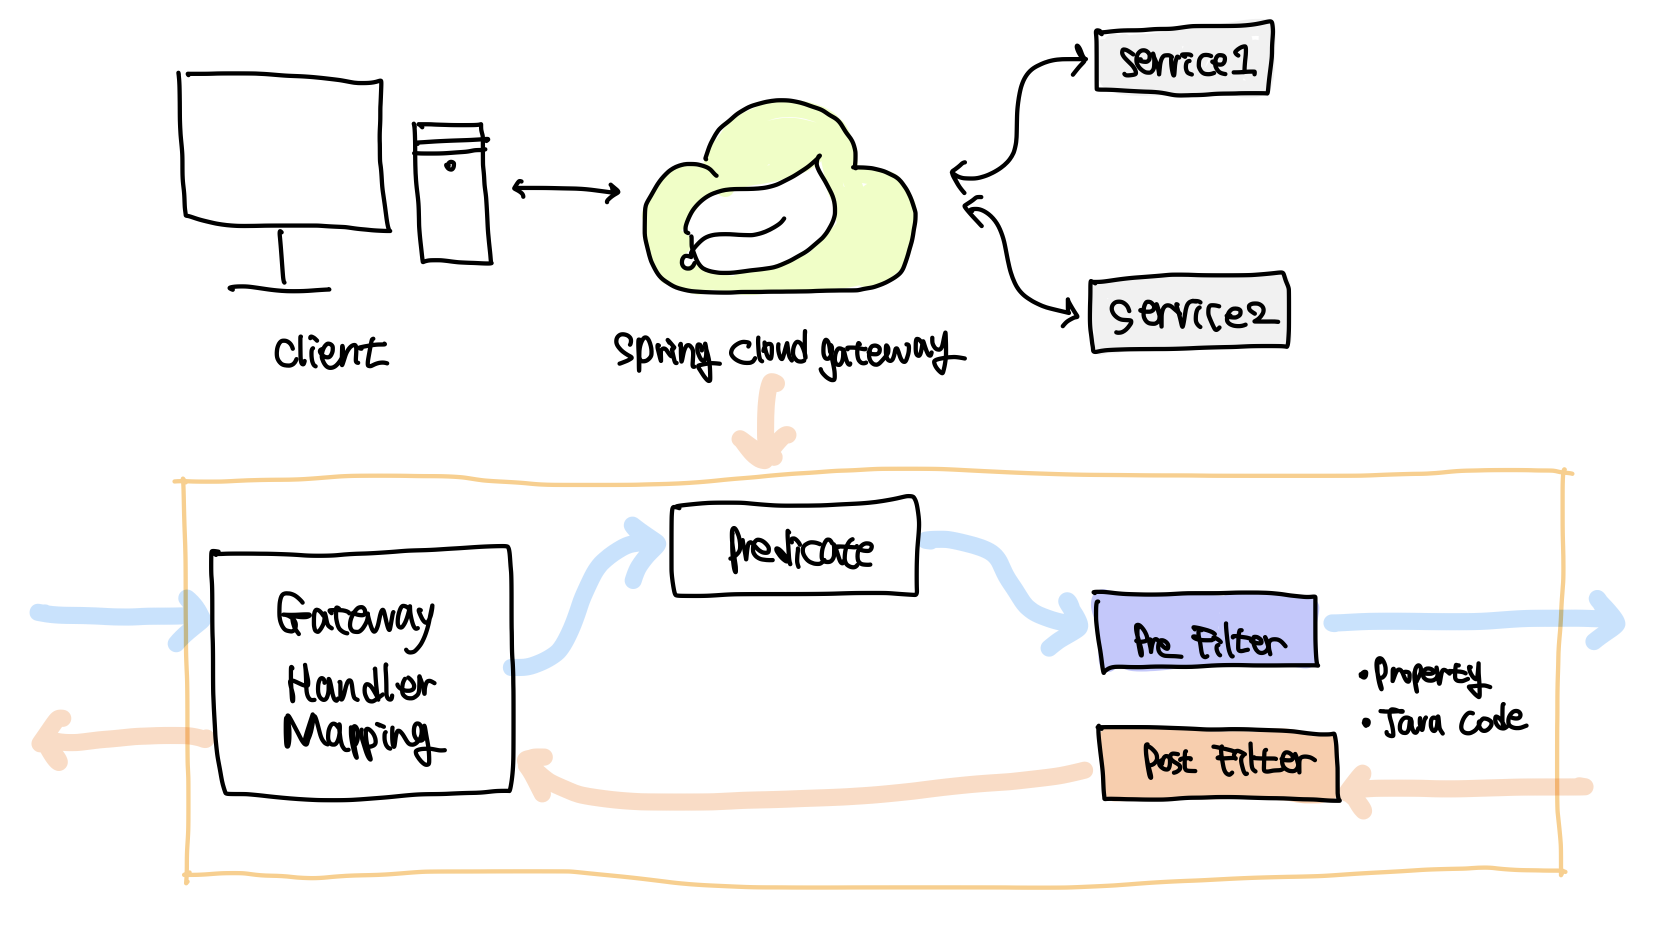 Service1
Service2
Client
Spring Cloud gateway
Predicate
Gateway
Handler
Mapping
Pre Filter
• Property
• Java Code
Post Filter